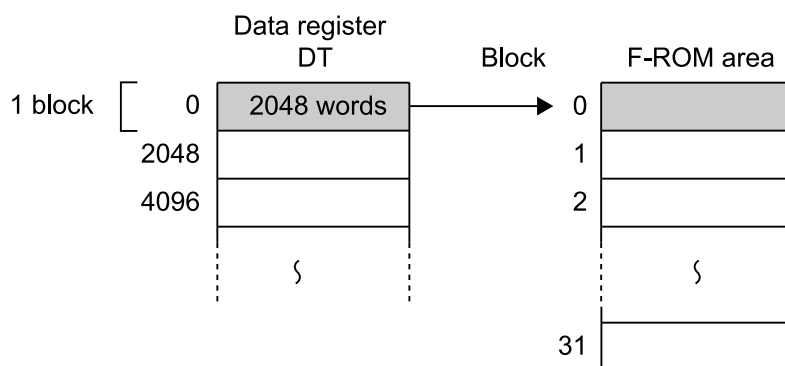 Data register
DT
Block
F-ROM area
1 block
0
2048 words
0
2048
1
4096
2
31